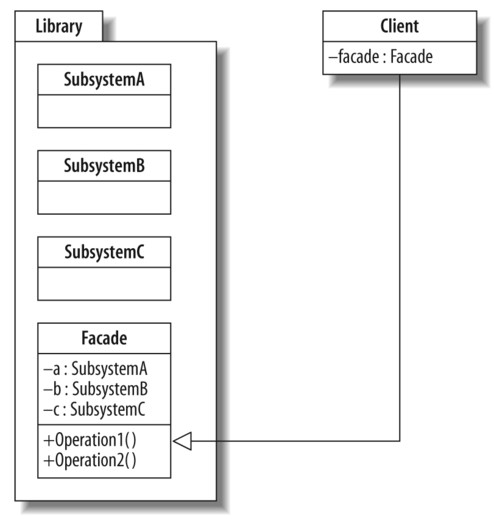 Library
SubsystemA
SubsystemB
SubsystemC
Facade
–a : SubsystemA
–b : SubsystemB
–c : SubsystemC
+Operation1()
+Operation2()
Client
–facade : Facade